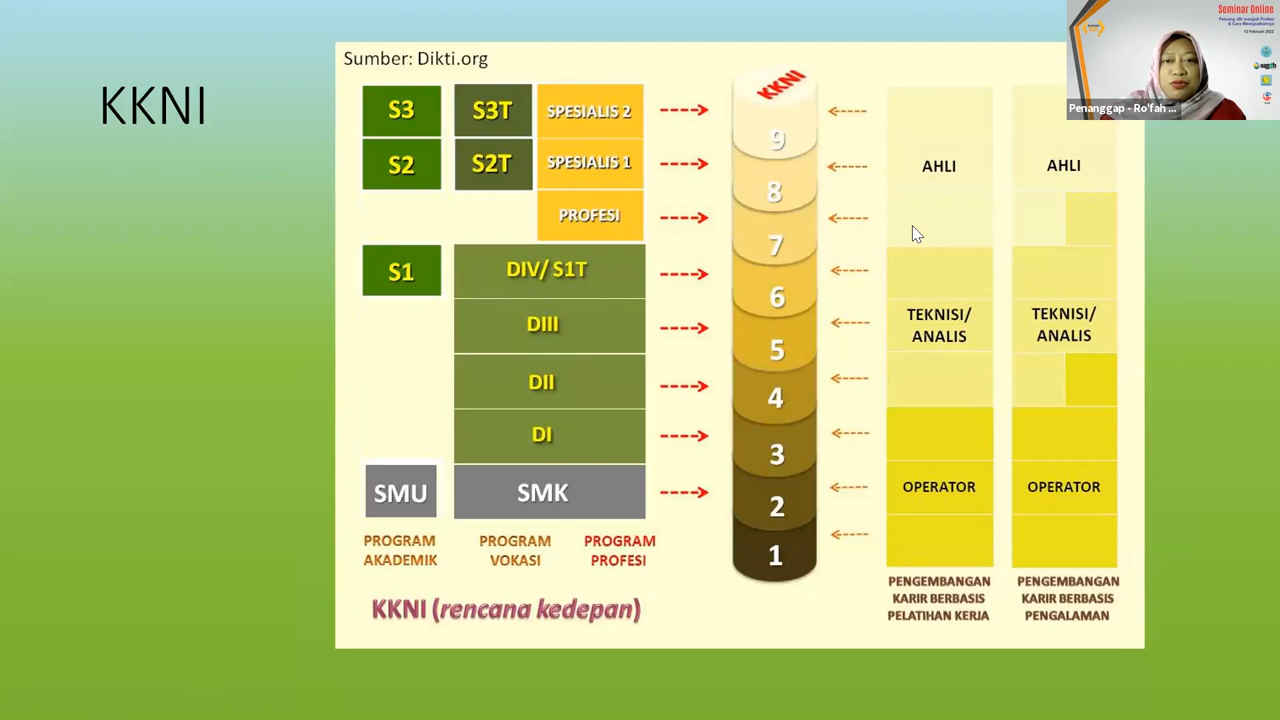 KKNI
Sumber: Dikti.org
S3
S3T
SPESIALIS 2
S2
S2T
SPESIALIS 1
PROFESI
S1
DIV/ S1T
DIII
DII
DI
SMU
SMK
PROGRAM
AKADEMIK
PROGRAM
VOKASI
PROGRAM
PROFESI
KKNI (rencana kedepan)
KKNI
9
8
7
6
5
4
3
2
1
AHLI
TEKNISI/
ANALIS
OPERATOR
PENGEMBANGAN
KARIR BERBASIS
PELATIHAN KERJA
AHLI
TEKNISI/
ANALIS
OPERATOR
PENGEMBANGAN
KARIR BERBASIS
PENGALAMAN
Seminar Online
Peluang JBI menjadi Profesi
& Cara Mewujudkannya
12 Februari 2022
Penanggap - Ro'fah ...